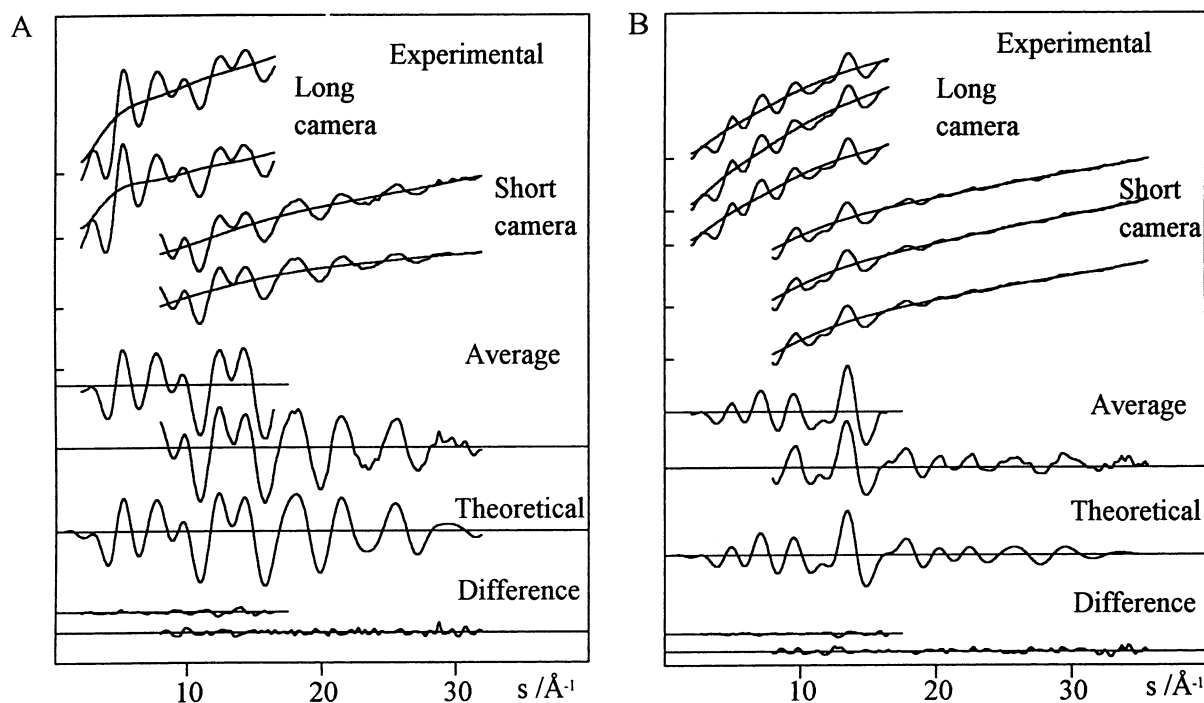 A
Experimental
Long
camera
Short
camera
Average
Theoretical
Difference
10
20
30
s /Å-1
B
Experimental
Long
camera
Short
camera
Average
Theoretical
Difference
10
20
30
s /Å-1